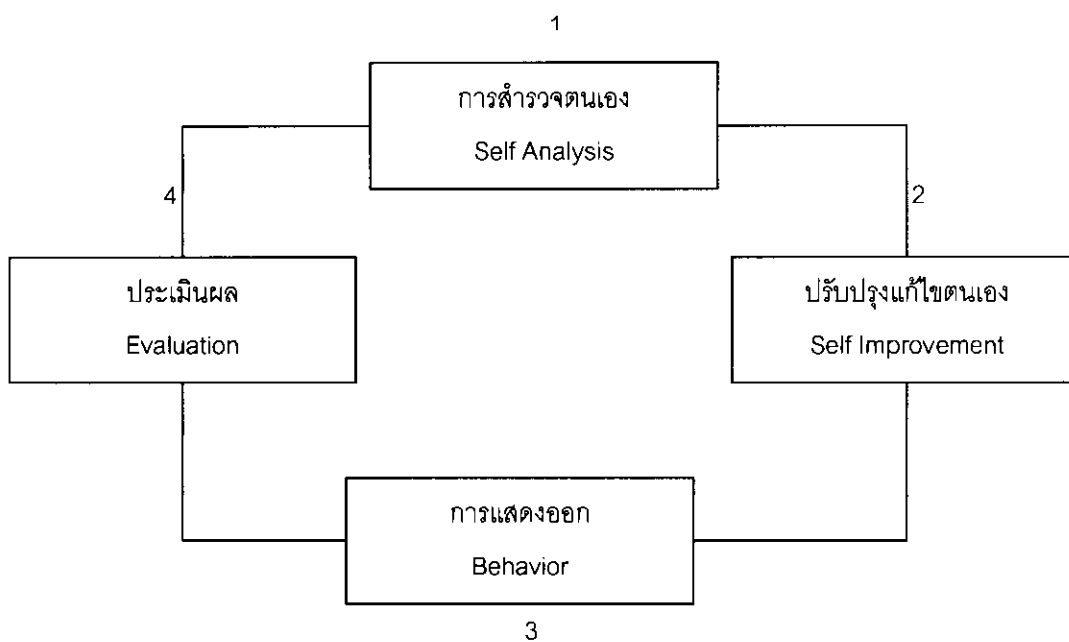 1
การสำรวจตนเอง
Self Analysis
4
2
ประเมินผล
Evaluation
ปรับปรุงแก้ไขตนเอง
Self Improvement
การแสดงออก
Behavior
3